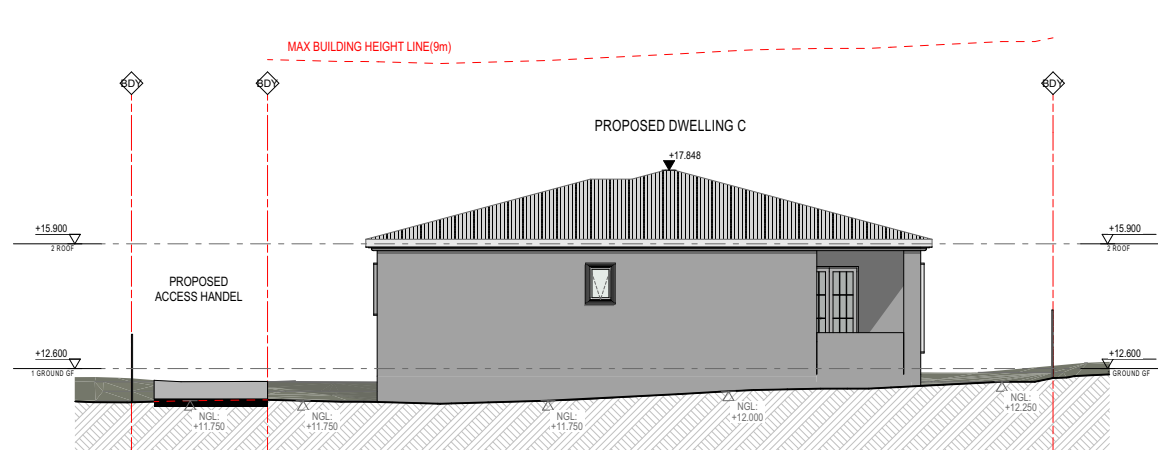 MAX BUILDING HEIGHT LINE(9m)
BDY
BDY
BDY
PROPOSED DWELLING C
+17.848
+15.900
2 ROOF
+15.900
2 ROOF
PROPOSED
ACCESS HANDEL
+12.600
1 GROUND GF
+12.600
GROUND GF
NGL:
+11.750
NGL:
+11.750
NGL:
+11.750
NGL:
+12.000
NGL:
+12.250